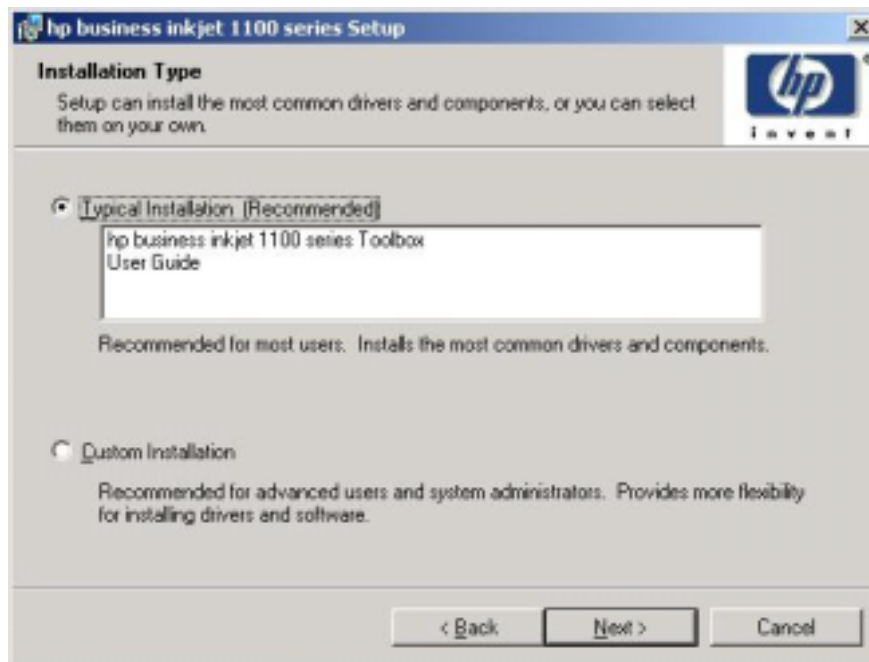 hp business inkjet 1100 series Setup
Installation Type
Setup can install the most common drivers and components, or you can select
them on your own.
hp
invent
Typical Installation (Recommended)
hp business inkjet 1100 series Toolbox
User Guide
Recommended for most users. Installs the most common drivers and components.
Custom Installation
Recommended for advanced users and system administrators. Provides more flexibility
for installing drivers and software.
< Back
Next >
Cancel